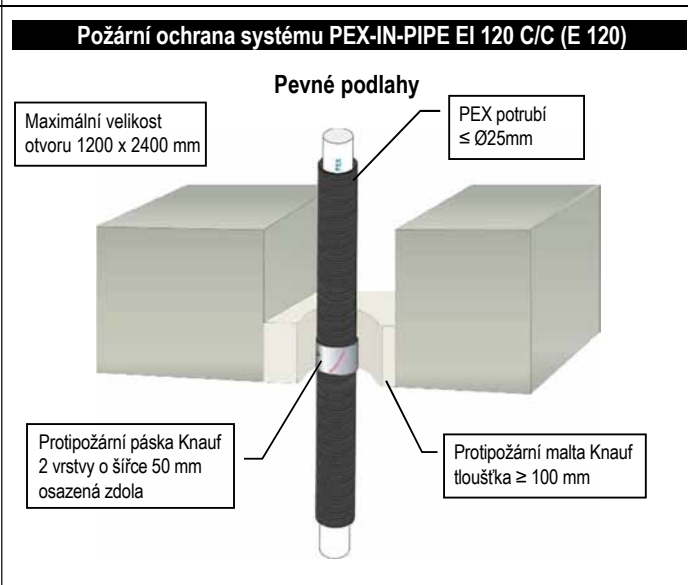 Požární ochrana systému PEX-IN-PIPE EI 120 C/C (E 120)
Pevné podlahy
Maximální velikost
otvoru 1200 x 2400 mm
PEX potrubí
≤ Ø25mm
PEX
Protipožární páska Knauf
2 vrstvy o šířce 50 mm
osazená zdola
Protipožární malta Knauf
tloušťka ≥ 100 mm